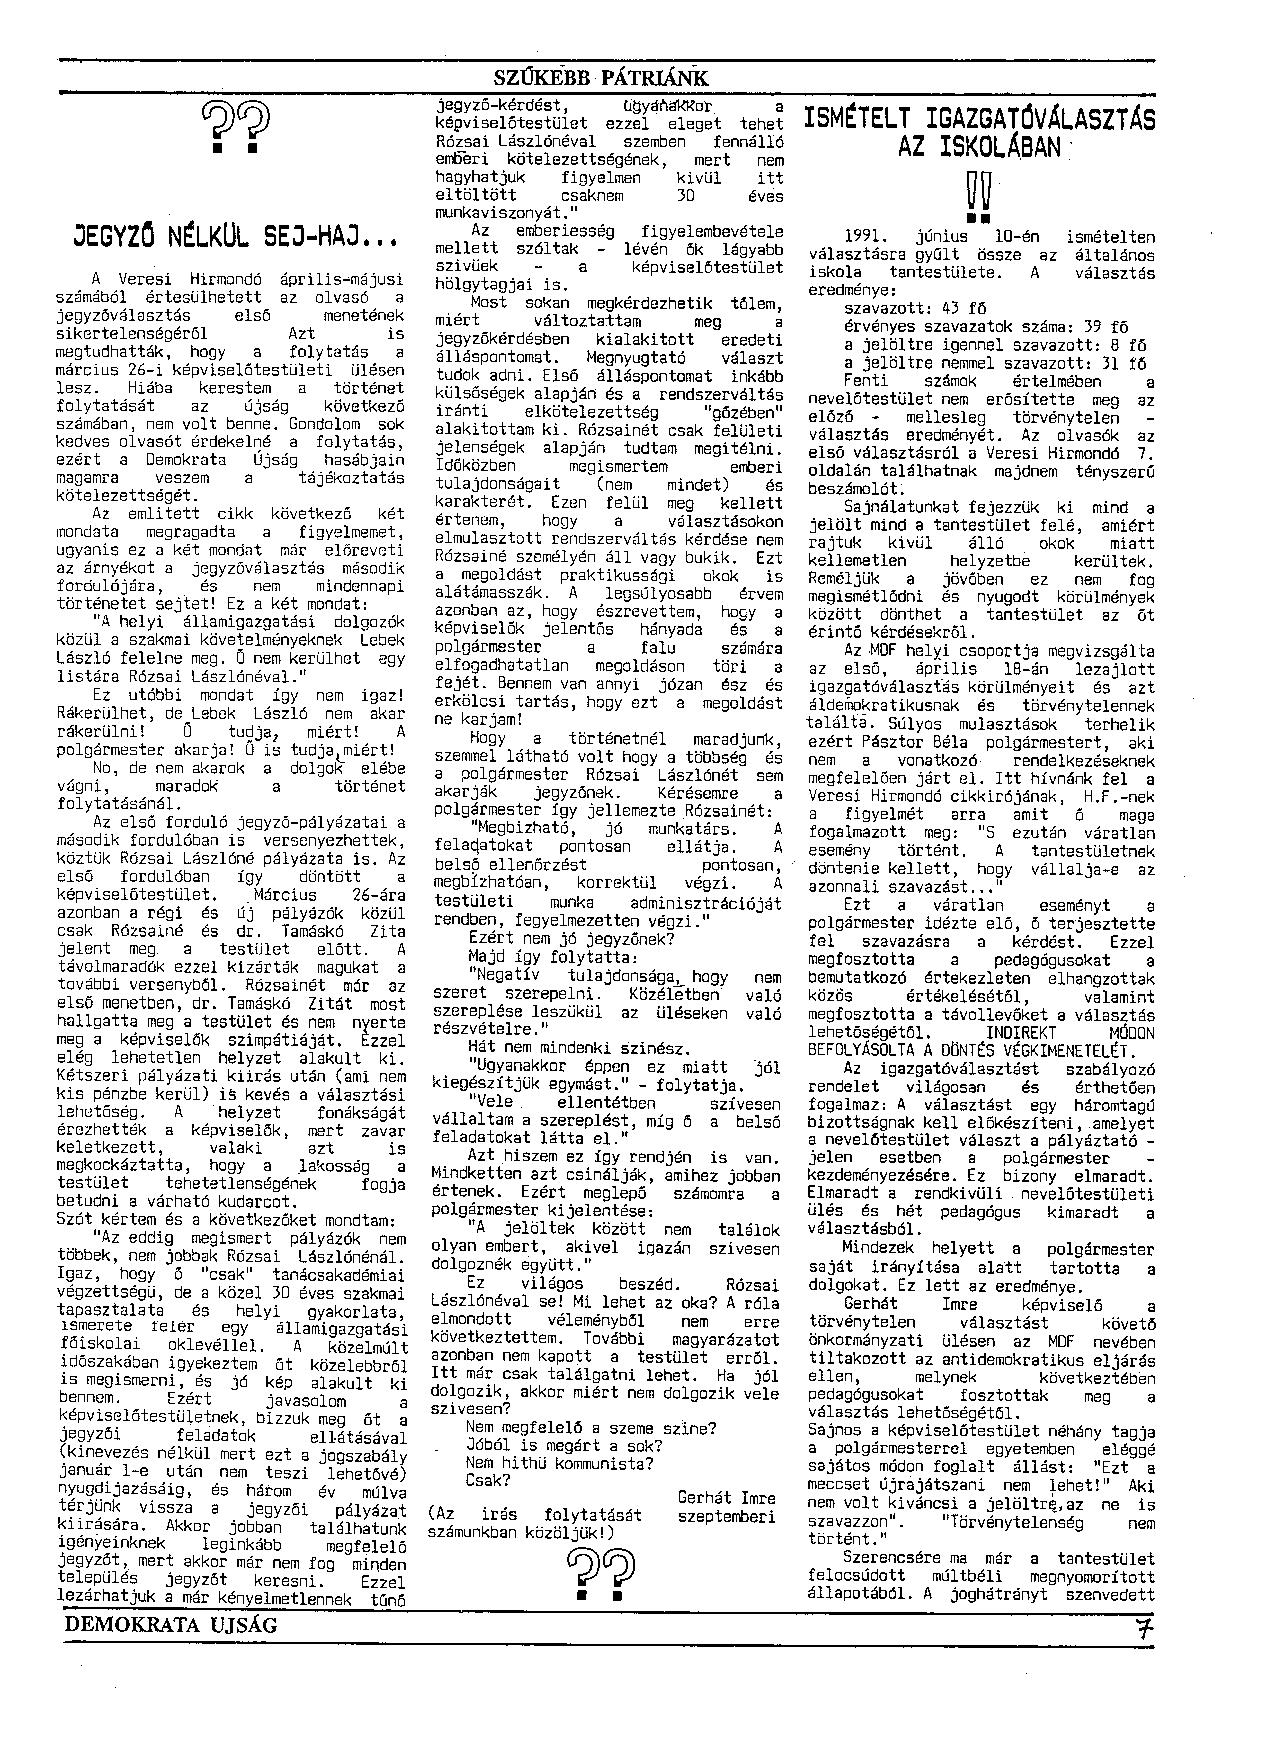 SZŰKEBB PÁTRIÁNK
??
JEGYZŐ NÉLKÜL SEJ-HAJ...
A Veresi Hirmondó április-májusi
számából értesülhetett az olvasó a
jegyzőválasztás első menetének
sikertelenségéről Azt is
megtudhatták, hogy a folytatás a
március 26-i képviselőtestületi ülésen
lesz. Hiába kerestem a történet
folytatását az újság következő
számában, nem volt benne. Gondolom sok
kedves olvasót érdekelné a folytatás,
ezért a Demokrata Újság hasábjain
magamra veszem a tájékoztatás
kötelezettségét.
Az emlitett cikk következő két
mondata megragadta a figyelmemet,
ugyanis ez a két mondat már előreveti
az árnyékot a jegyzőválasztás második
fordulójára, és nem mindennapi
történetet sejtet! Ez a két mondat:
"A helyi államigazgatási dolgozók
közül a szakmai követelményeknek Lebek
László felelne meg. Ő nem kerülhet egy
listára Rózsai Lászlónéval."
Ez utóbbi mondat így nem igaz!
Rákerülhet, de Lebek László nem akar
rákerülni! Ő tudja, miért! A
polgármester akarja! Ő is tudja,miért!
No, de nem akarok a dolgok elébe
vágni, maradok a történet
folytatásánál.
Az első forduló jegyző-pályázatai a
második fordulóban is versenyezhettek,
köztük Rózsai Lászlóné pályázata is. Az
első fordulóban így döntött a
képviselőtestület. Március 26-ára
azonban a régi és új pályázók közül
csak Rózsainé és dr. Tamáskó Zita
jelent meg a testület előtt. A
távolmaradók ezzel kizárták magukat a
további versenyből. Rózsainét már az
első menetben, dr. Tamáskó Zitát most
hallgatta meg a testület és nem nyerte
meg a képviselők szimpátiáját. Ezzel
elég lehetetlen helyzet alakult ki.
Kétszeri pályázati kiirás után (ami nem
kis pénzbe kerül) is kevés a választási
lehetőség. A helyzet fonákságát
érezhették a képviselők, mert zavar
keletkezett, valaki azt is
megkockáztatta, hogy a lakosság a
testület tehetetlenségének fogja
betudni a várható kudarcot.
Szót kértem és a következőket mondtam:
"Az eddig megismert pályázók nem
többek, nem jobbak Rózsai Lászlónénál.
Igaz, hogy ő "csak" tanácsakadémiai
végzettségű, de a közel 30 éves szakmai
tapasztalata és helyi gyakorlata,
ismerete felér egy államigazgatási
főiskolai oklevéllel. A közelmúlt
időszakában igyekeztem őt közelebbről
is megismerni, és jó kép alakult ki
bennem. Ezért javasolom a
képviselőtestületnek, bizzuk meg őt a
jegyzői feladatok ellátásával
(kinevezés nélkül mert ezt a jogszabály
január 1-e után nem teszi lehetővé)
nyugdijazásáig, és három év múlva
térjünk vissza a jegyzői pályázat
kiirására. Akkor jobban találhatunk
igényeinknek leginkább megfelelő
jegyzőt, mert akkor már nem fog minden
település jegyzőt keresni. Ezzel
lezárhatjuk a már kényelmetlennek tűnő
jegyző-kérdést, ugyanakkor a
képviselőtestület ezzel eleget tehet
Rózsai Lászlónéval szemben fennálló
emberi kötelezettségének, mert nem
hagyhatjuk figyelmen kivül itt
eltöltött csaknem 30 éves
munkaviszonyát."
Az emberiesség figyelembevétele
mellett szóltak - lévén ők lágyabb
szivüek - a képviselőtestület
hölgytagjai is.
Most sokan megkérdezhetik tőlem,
miért változtattam meg a
jegyzőkérdésben kialakitott eredeti
álláspontomat. Megnyugtató választ
tudok adni. Első álláspontomat inkább
külsőségek alapján és a rendszerváltás
iránti elkötelezettség "gőzében"
alakitottam ki. Rózsainét csak felületi
jelenségek alapján tudtam megitélni.
Időközben megismertem emberi
tulajdonságait (nem mindet) és
karakterét. Ezen felül meg kellett
értenem, hogy a választásokon
elmulasztott rendszerváltás kérdése nem
Rózsainé személyén áll vagy bukik. Ezt
a megoldást praktikussági okok is
alátámasszák. A legsúlyosabb érvem
azonban az, hogy észrevettem, hogy a
képviselők jelentős hányada és a
polgármester a falu számára
elfogadhatatlan megoldáson töri a
fejét. Bennem van annyi józan ész és
erkölcsi tartás, hogy ezt a megoldást
ne karjam!
Hogy a történetnél maradjunk,
szemmel látható volt hogy a többség és
a polgármester Rózsai Lászlónét sem
akarják jegyzőnek. Kérésemre a
polgármester így jellemezte Rózsainét:
"Megbizható, jó munkatárs. A
feladatokat pontosan ellátja. A
belső ellenőrzést pontosan,
megbízhatóan, korrektül végzi. A
testületi munka adminisztrációját
rendben, fegyelmezetten végzi."
Ezért nem jó jegyzőnek?
Majd így folytatta:
"Negatív tulajdonsága, hogy nem
szeret szerepelni. Közéletben való
szereplése leszükül az üléseken való
részvételre."
Hát nem mindenki szinész.
"Ugyanakkor éppen ez miatt jól
kiegészítjük egymást." - folytatja.
"Vele ellentétben szívesen
vállaltam a szereplést, míg ő a belső
feladatokat látta el."
Azt hiszem ez így rendjén is van.
Mindketten azt csinálják, amihez jobban
értenek. Ezért meglepő számomra a
polgármester kijelentése:
"A jelöltek között nem találok
olyan embert, akivel igazán szivesen
dolgoznék együtt."
Ez világos beszéd. Rózsai
Lászlónéval se! Mi lehet az oka? A róla
elmondott véleményből nem erre
következtettem. További magyarázatot
azonban nem kapott a testület erről.
Itt már csak találgatni lehet. Ha jól
dolgozik, akkor miért nem dolgozik vele
szivesen?
Nem megfelelő a szeme szine?
Jóból is megárt a sok?
Nem hithü kommunista?
Csak?
Gerhát Imre
(Az irás folytatását szeptemberi
számunkban közöljük!)
??
ISMÉTELT IGAZGATÓVÁLASZTÁS
AZ ISKOLÁBAN
!!
1991. június 10-én ismételten
választásra gyűlt össze az általános
iskola tantestülete. A választás
eredménye:
szavazott: 43 fő
érvényes szavazatok száma: 39 fő
a jelöltre igennel szavazott: 8 fő
a jelöltre nemmel szavazott: 31 fő
Fenti számok értelmében a
nevelőtestület nem erősítette meg az
előző - mellesleg törvénytelen -
választás eredményét. Az olvasók az
első választásról a Veresi Hirmondó 7.
oldalán találhatnak majdnem tényszerű
beszámolót.
Sajnálatunkat fejezzük ki mind a
jelölt mind a tantestület felé, amiért
rajtuk kivül álló okok miatt
kellemetlen helyzetbe kerültek.
Reméljük a jövőben ez nem fog
megismétlődni és nyugodt körülmények
között dönthet a tantestület az őt
érintő kérdésekről.
Az MDF helyi csoportja megvizsgálta
az első, április 18-án lezajlott
igazgatóválasztás körülményeit és azt
áldemokratikusnak és törvénytelennek
találta. Súlyos mulasztások terhelik
ezért Pásztor Béla polgármestert, aki
nem a vonatkozó rendelkezéseknek
megfelelően járt el. Itt hívnánk fel a
Veresi Hirmondó cikkirójának, H.F.-nek
a figyelmét arra amit ő maga
fogalmazott meg: "S ezután váratlan
esemény történt. A tantestületnek
döntenie kellett, hogy vállalja-e az
azonnali szavazást..."
Ezt a váratlan eseményt a
polgármester idézte elő, ő terjesztette
fel szavazásra a kérdést. Ezzel
megfosztotta a pedagógusokat a
bemutatkozó értekezleten elhangzottak
közös értékelésétől, valamint
megfosztotta a távollevőket a választás
lehetőségétől. INDIREKT MÓDON
BEFOLYÁSOLTA A DÖNTÉS VÉGKIMENETELÉT.
Az igazgatóválasztást szabályozó
rendelet világosan és érthetően
fogalmaz: A választást egy háromtagú
bizottságnak kell előkészíteni, amelyet
a nevelőtestület választ a pályáztató -
jelen esetben a polgármester -
kezdeményezésére. Ez bizony elmaradt.
Elmaradt a rendkivüli nevelőtestületi
ülés és hét pedagógus kimaradt a
választásból.
Mindezek helyett a polgármester
saját irányítása alatt tartotta a
dolgokat. Ez lett az eredménye.
Gerhát Imre képviselő a
törvénytelen választást követő
önkormányzati ülésen az MDF nevében
tiltakozott az antidemokratikus eljárás
ellen, melynek következtében
pedagógusokat fosztottak meg a
választás lehetőségétől.
Sajnos a képviselőtestület néhány tagja
a polgármesterrel egyetemben eléggé
sajátos módon foglalt állást: "Ezt a
meccset újrajátszani nem lehet!" Aki
nem volt kiváncsi a jelöltre,az ne is
szavazzon". "Törvénytelenség nem
történt."
Szerencsére ma már a tantestület
felocsúdott múltbéli megnyomorított
állapotából. A joghátrányt szenvedett
DEMOKRATA UJSÁG
7